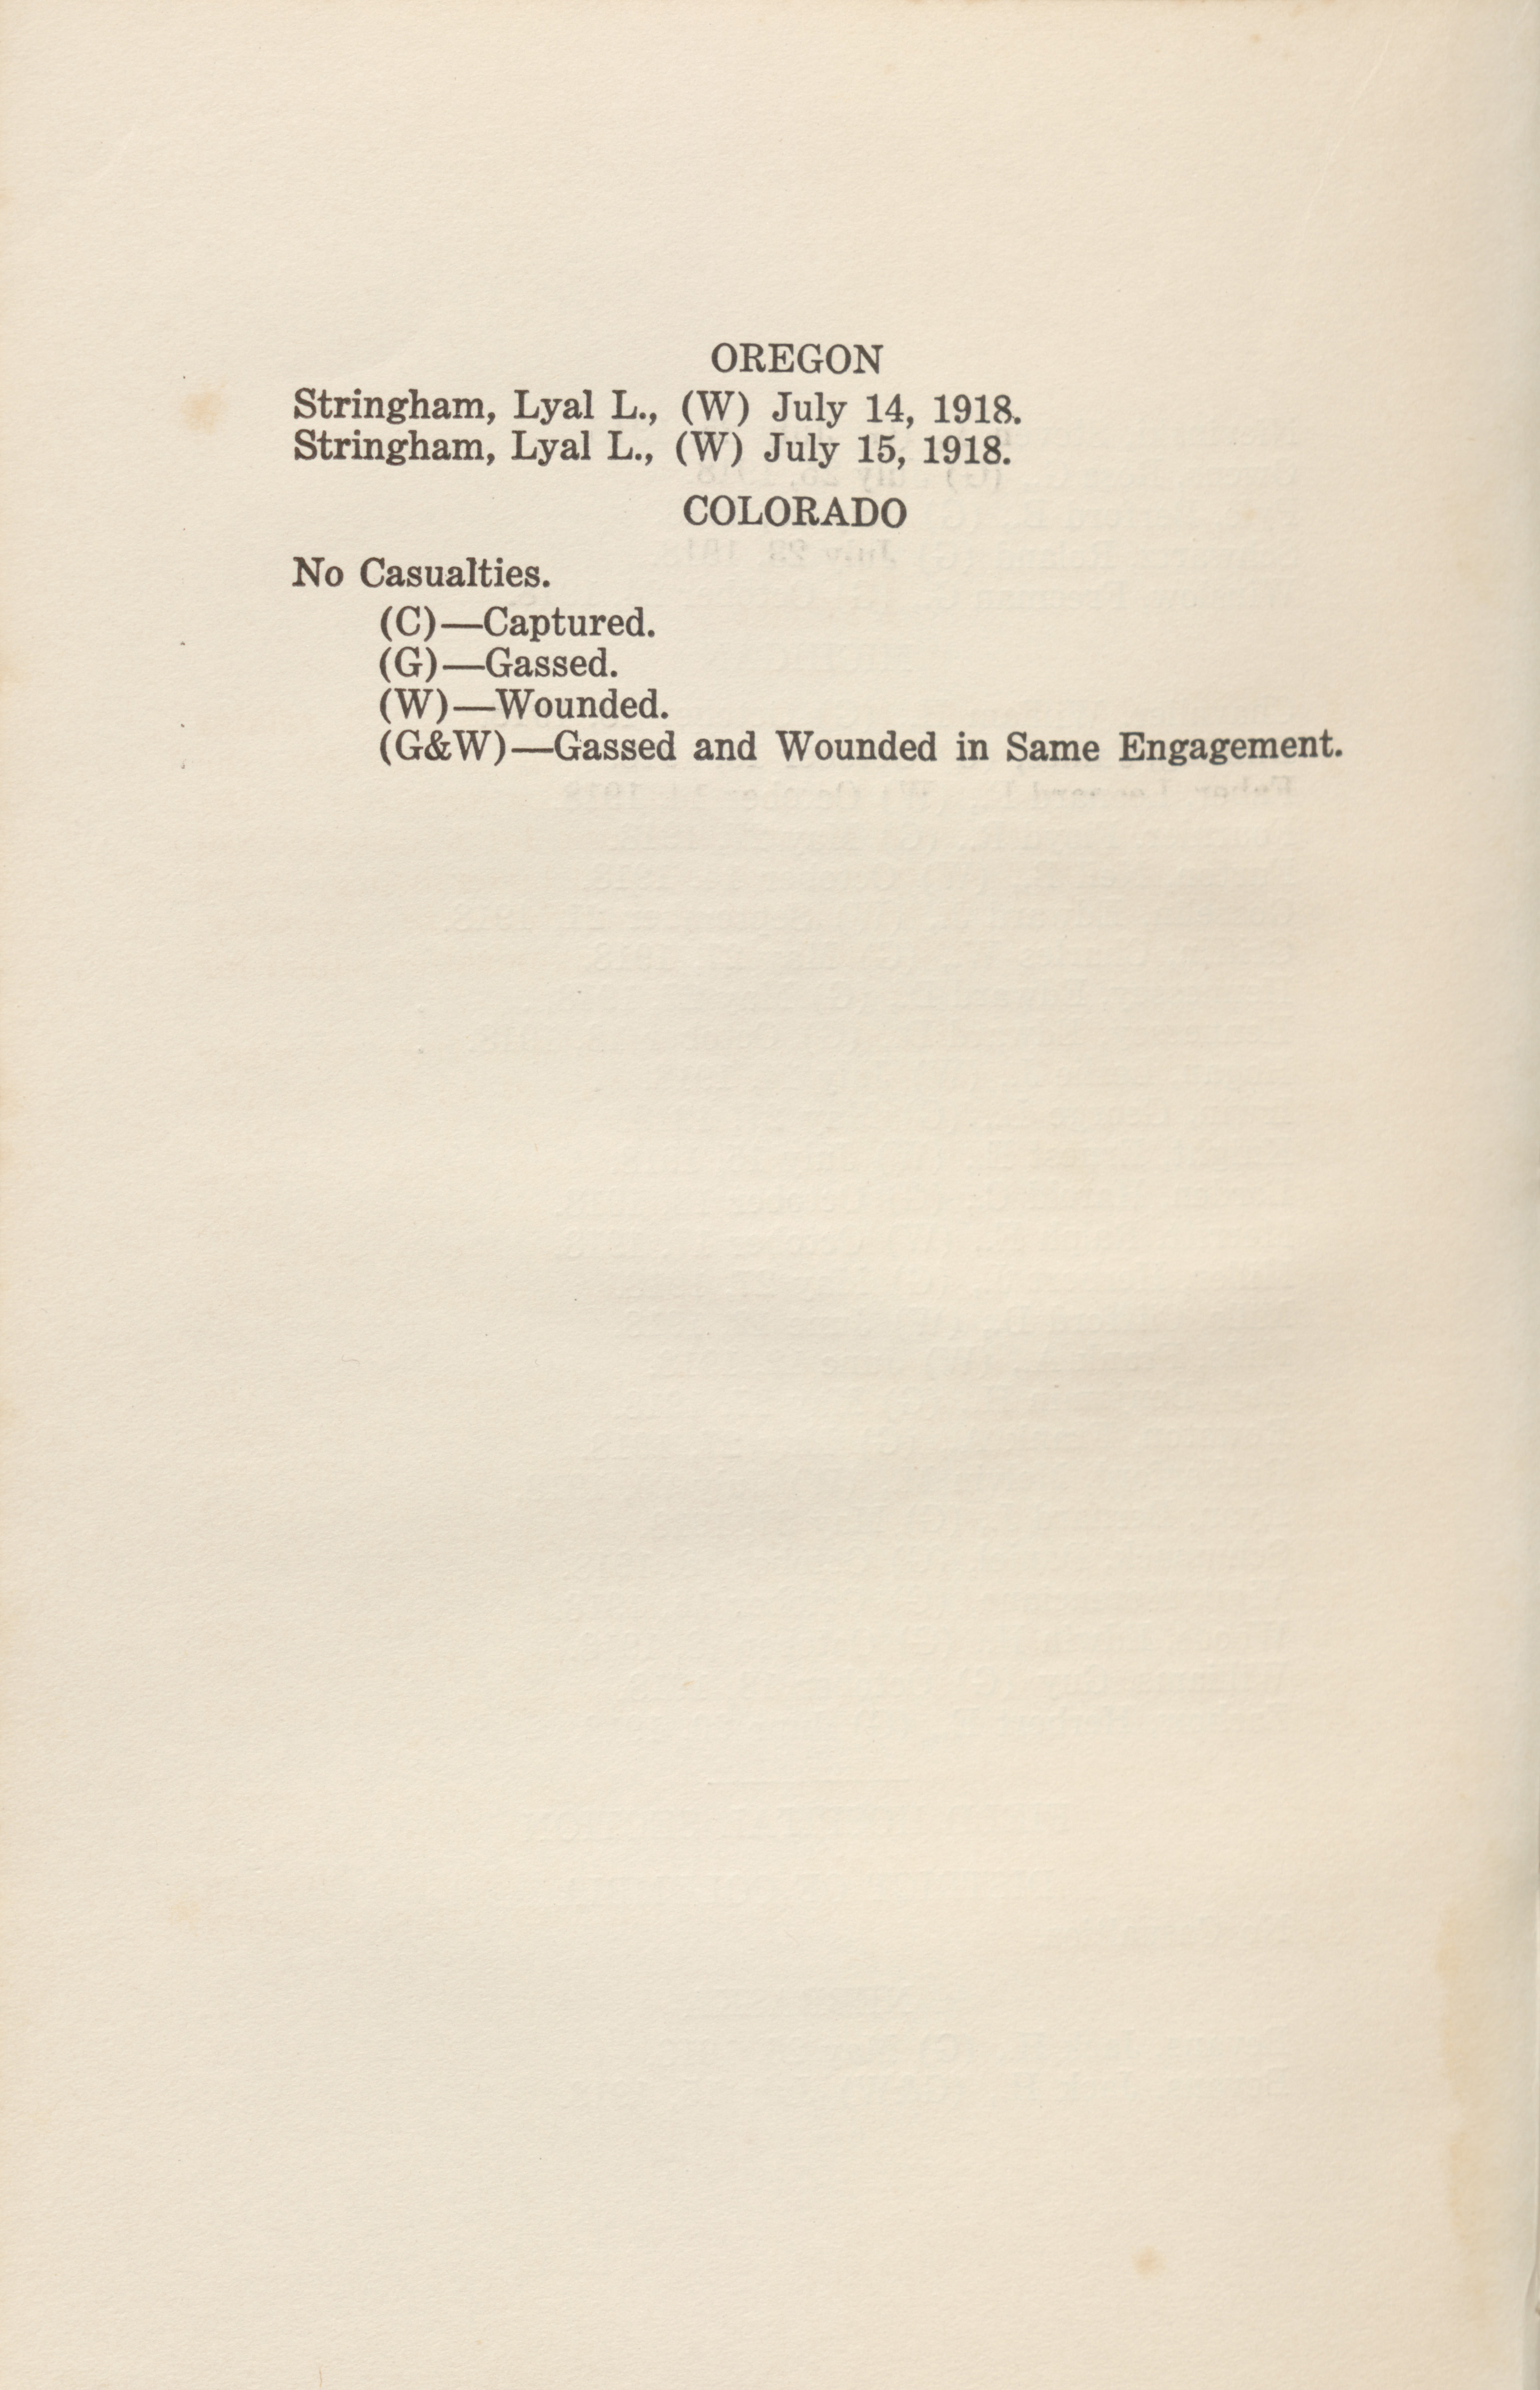 OREGON
Stringham, Lyal L., (W) July 14, 1918.
Stringham, Lyal L., (W) July 15, 1918.
COLORADO
No Casualties.
(C)—Captured.
(G)—Gassed.
(W)—Wounded.
(G&W)—Gassed and Wounded in Same Engagement.